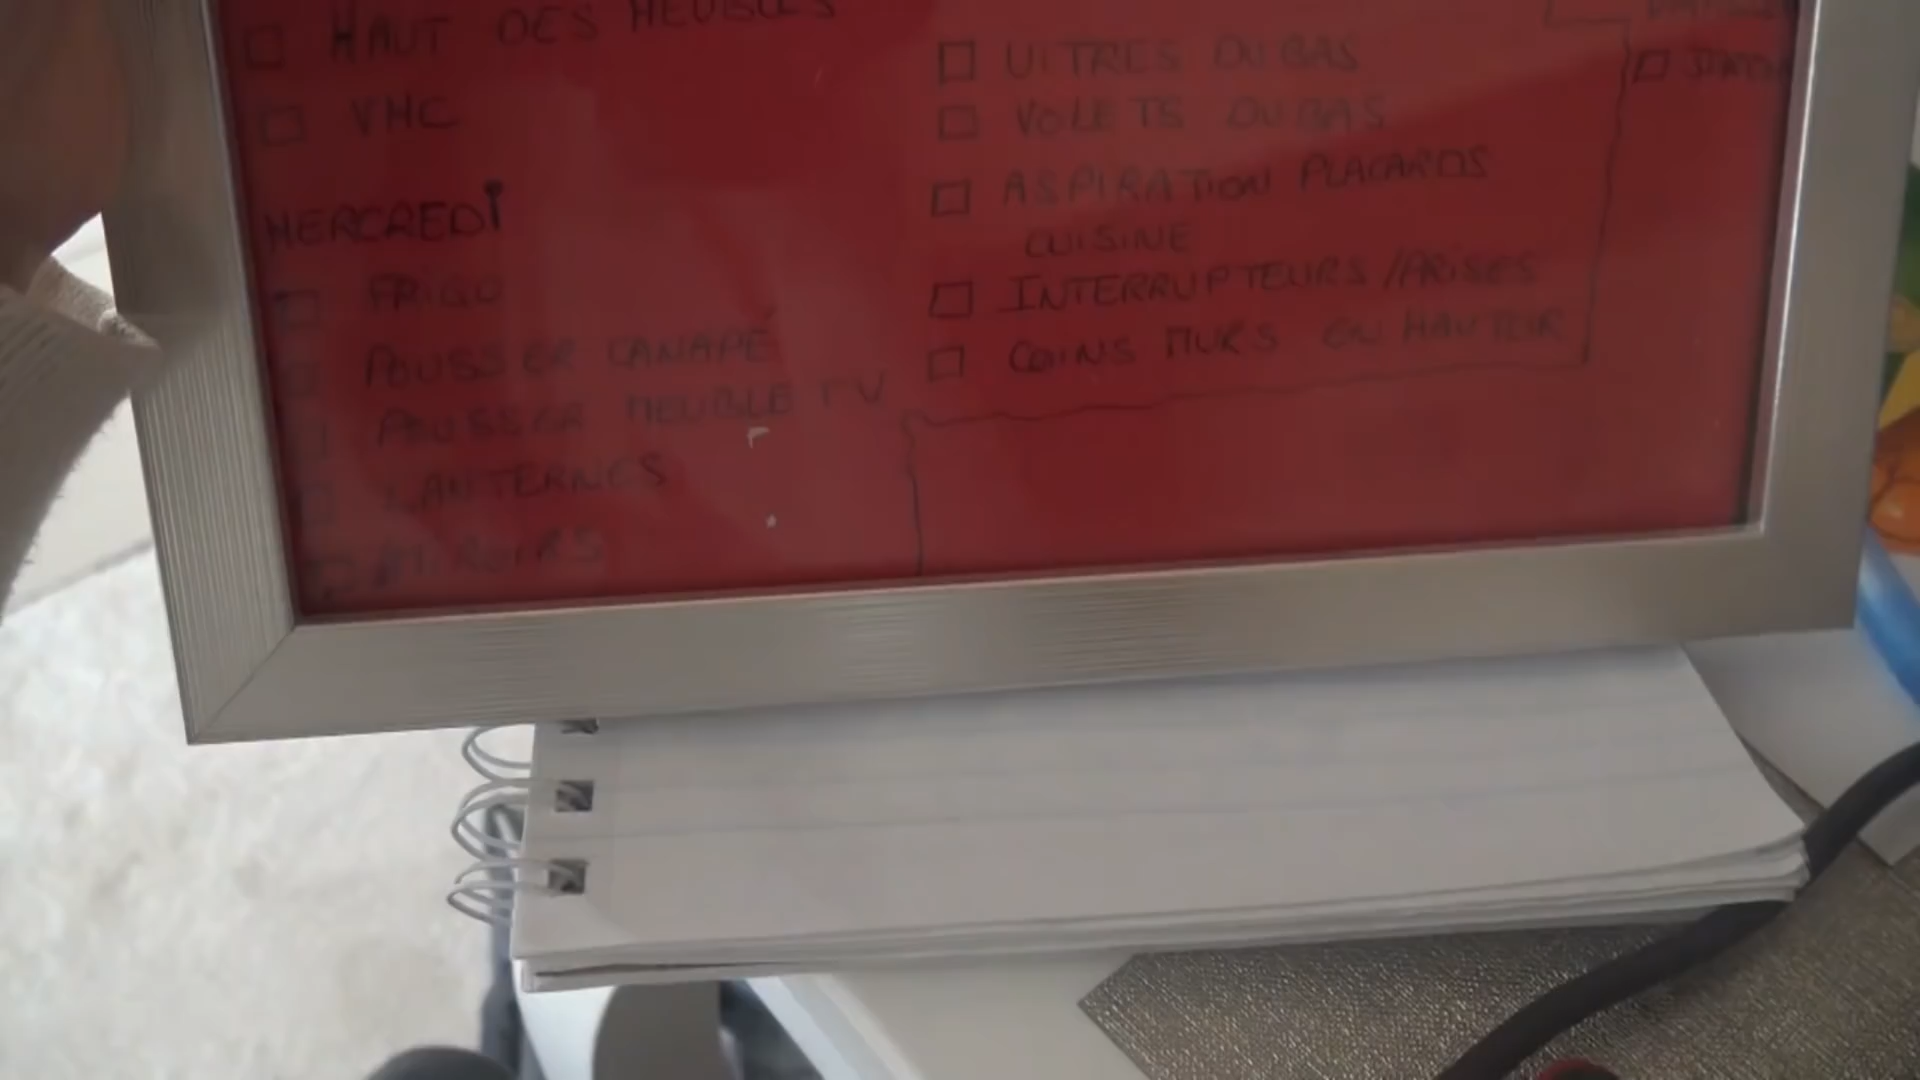 HAUT DES MEUBLES
VMC
MERCREDI
FRIGO
POUSSER CANAPÉ
POUSSER MEUBLE TV
LANTERNES
MIROIRS
VITRES DU BAS
VOLETS DU BAS
ASPIRATION PLACARDS
CUISINE
INTERRUPTEURS / PRISES
COINS MURS EN HAUTEUR